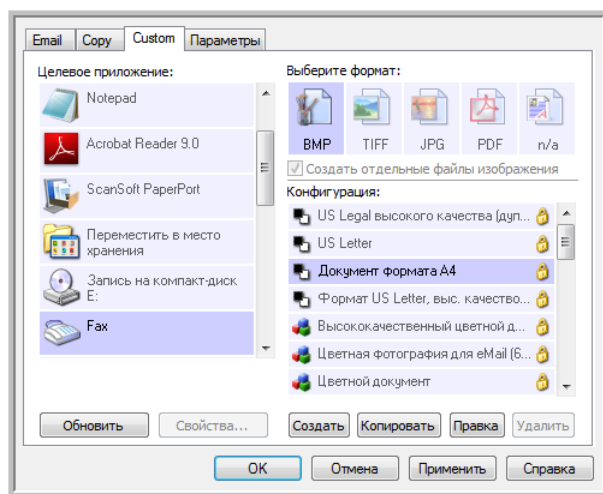 Email Copy Custom Параметры
Целевое приложение:
Notepad
Acrobat Reader 9.0
ScanSoft PaperPort
Переместить в место
хранения
Запись на компакт-диск
E:
Fax
Обновить Свойства...
Выберите формат:
BMP TIFF JPG PDF n/a
Создать отдельные файлы изображения
Конфигурация:
US Legal высокого качества (дуп...
US Letter
Документ формата A4
Формат US Letter, выс. качество...
Высококачественный цветной д...
Цветная фотография для eMail (6...
Цветной документ
Создать Копировать Правка Удалить
OK Отмена Применить Справка